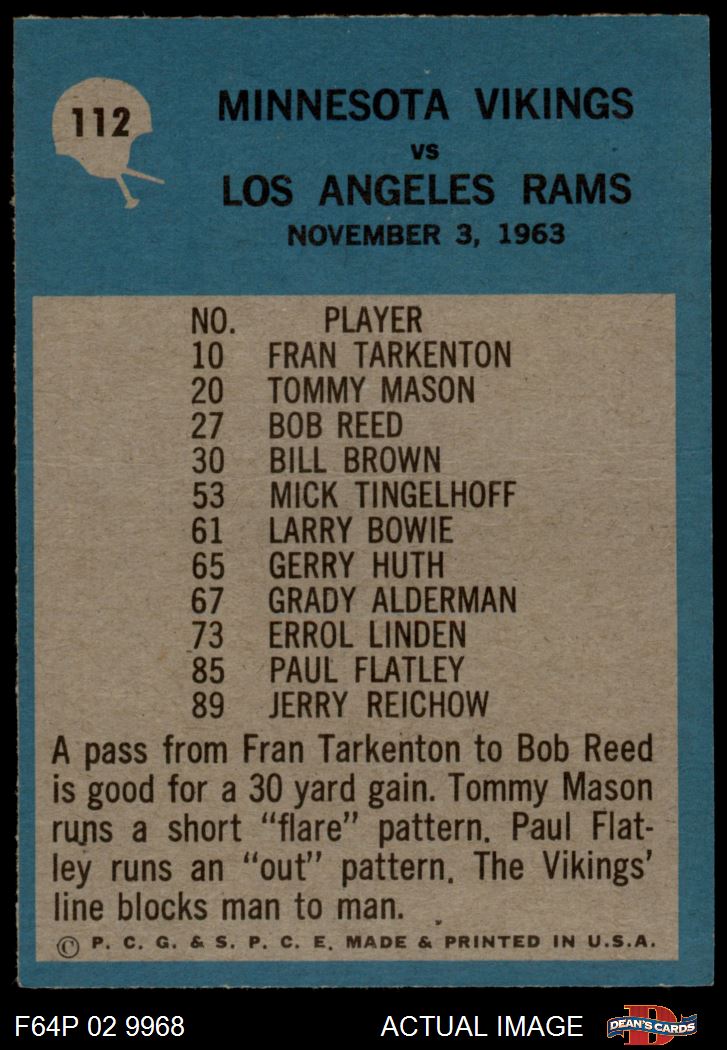 112
MINNESOTA VIKINGS
VS
LOS ANGELES RAMS
NOVEMBER 3, 1963
NO. PLAYER
10 FRAN TARKENTON
20 TOMMY MASON
27 BOB REED
30 BILL BROWN
53 MICK TINGELHOFF
61 LARRY BOWIE
65 GERRY HUTH
67 GRADY ALDERMAN
73 ERROL LINDEN
85 PAUL FLATLEY
89 JERRY REICHOW
A pass from Fran Tarkenton to Bob Reed
is good for a 30 yard gain. Tommy Mason
runs a short “flare” pattern. Paul Flat-
ley runs an “out” pattern. The Vikings’
line blocks man to man.
© P. C. G. & S. P. C. E. MADE & PRINTED IN U.S.A.
F64P 02 9968 ACTUAL IMAGE D DEAN'S CARDS